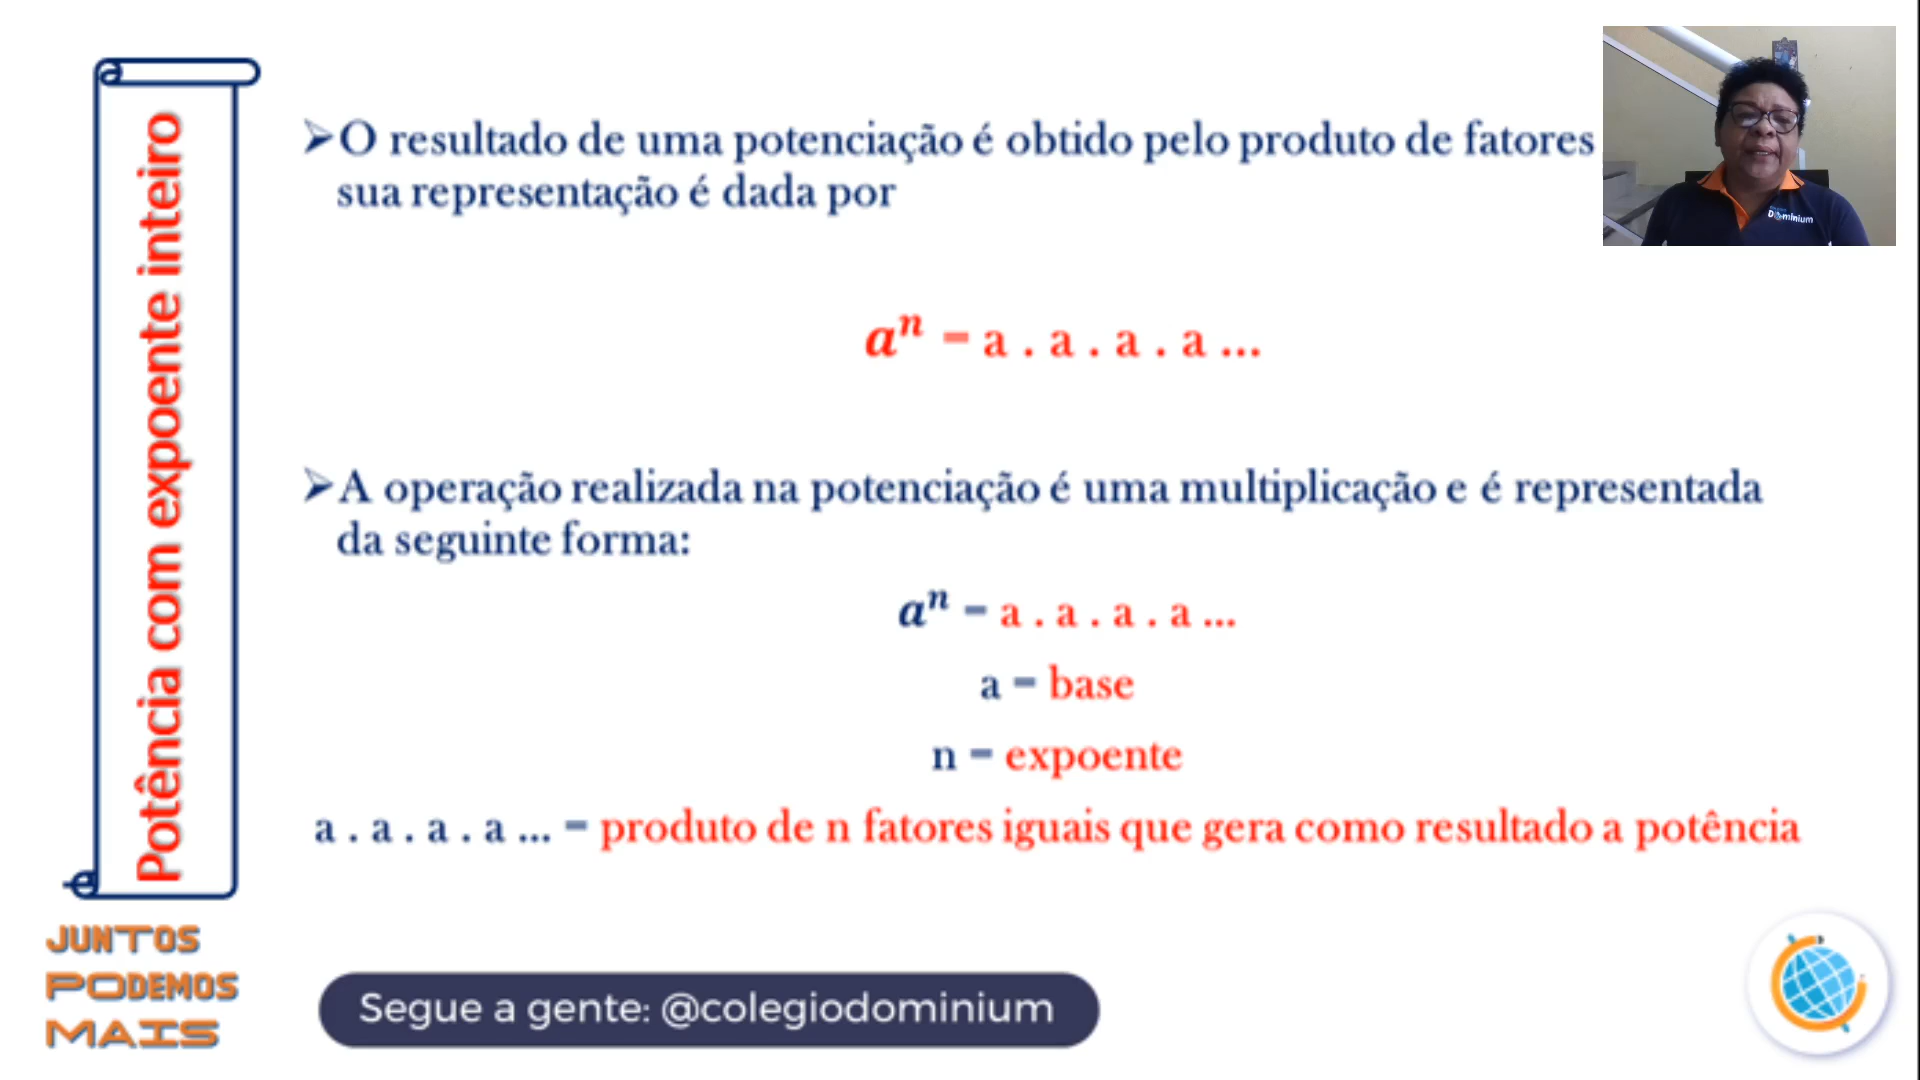 Potência com expoente inteiro
➢O resultado de uma potenciação é obtido pelo produto de fatores
sua representação é dada por
aⁿ = a . a . a . a ...
➢A operação realizada na potenciação é uma multiplicação e é representada
da seguinte forma:
aⁿ = a . a . a . a ...
a = base
n = expoente
a . a . a . a ... = produto de n fatores iguais que gera como resultado a potência
JUNTOS
PODEMOS
MAIS
Segue a gente: @colegiodominium
Dominium